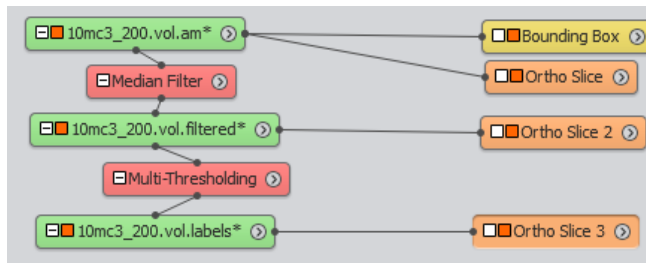 10mc3_200.vol.am*
Bounding Box
Median Filter
Ortho Slice
10mc3_200.vol.filtered*
Ortho Slice 2
Multi-Thresholding
10mc3_200.vol.labels*
Ortho Slice 3